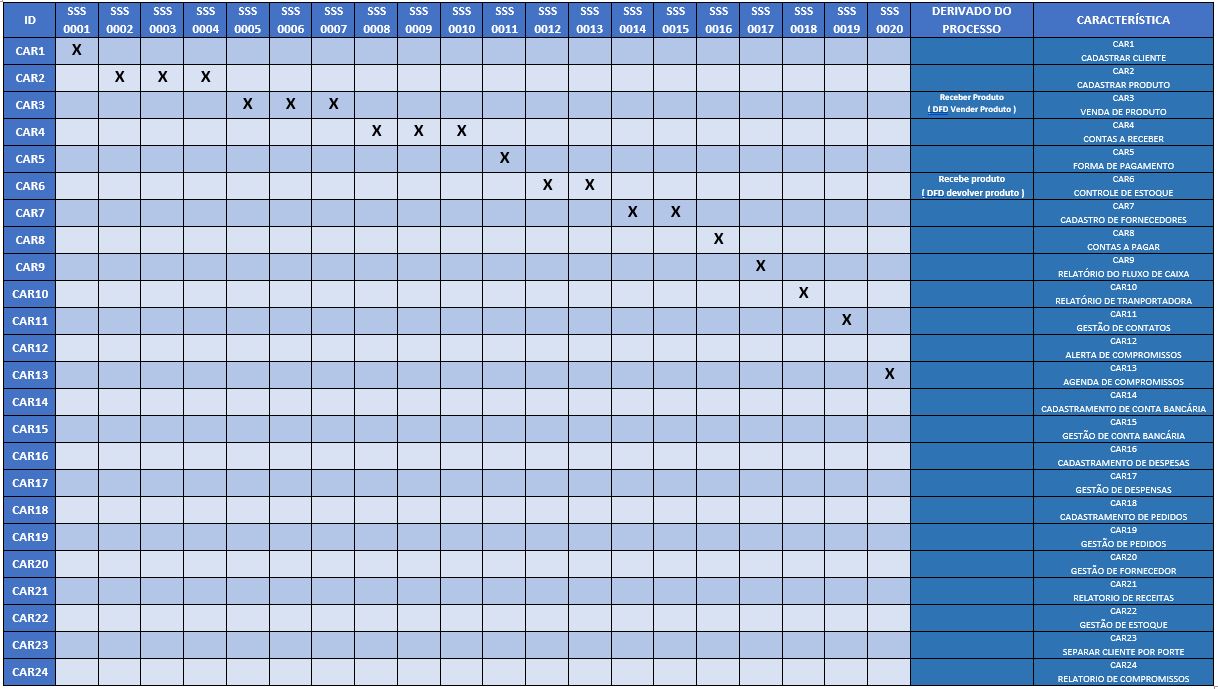 ID SSS 0001 SSS 0002 SSS 0003 SSS 0004 SSS 0005 SSS 0006 SSS 0007 SSS 0008 SSS 0009 SSS 0010 SSS 0011 SSS 0012 SSS 0013 SSS 0014 SSS 0015 SSS 0016 SSS 0017 SSS 0018 SSS 0019 SSS 0020 DERIVADO DO PROCESSO CARACTERÍSTICA
CAR1 X CAR1
CADASTRAR CLIENTE
CAR2 X X X CAR2
CADASTRAR PRODUTO
CAR3 X X X Receber Produto CAR3
( DFD Vender Produto ) VENDA DE PRODUTO
CAR4 X X X CAR4
CONTAS A RECEBER
CAR5 X CAR5
FORMA DE PAGAMENTO
CAR6 X X Recebe produto CAR6
( DFD devolver produto ) CONTROLE DE ESTOQUE
CAR7 X X CAR7
CADASTRO DE FORNECEDORES
CAR8 X CAR8
CONTAS A PAGAR
CAR9 X CAR9
RELATÓRIO DO FLUXO DE CAIXA
CAR10 X CAR10
RELATÓRIO DE TRANPORTADORA
CAR11 X CAR11
GESTÃO DE CONTATOS
CAR12 CAR12
ALERTA DE COMPROMISSOS
CAR13 X CAR13
AGENDA DE COMPROMISSOS
CAR14 CAR14
CADASTRAMENTO DE CONTA BANCÁRIA
CAR15 CAR15
GESTÃO DE CONTA BANCÁRIA
CAR16 CAR16
CADASTRAMENTO DE DESPESAS
CAR17 CAR17
GESTÃO DE DESPENSAS
CAR18 CAR18
CADASTRAMENTO DE PEDIDOS
CAR19 CAR19
GESTÃO DE PEDIDOS
CAR20 CAR20
GESTÃO DE FORNECEDOR
CAR21 CAR21
RELATORIO DE RECEITAS
CAR22 CAR22
GESTÃO DE ESTOQUE
CAR23 CAR23
SEPARAR CLIENTE POR PORTE
CAR24 CAR24
RELATORIO DE COMPROMISSOS